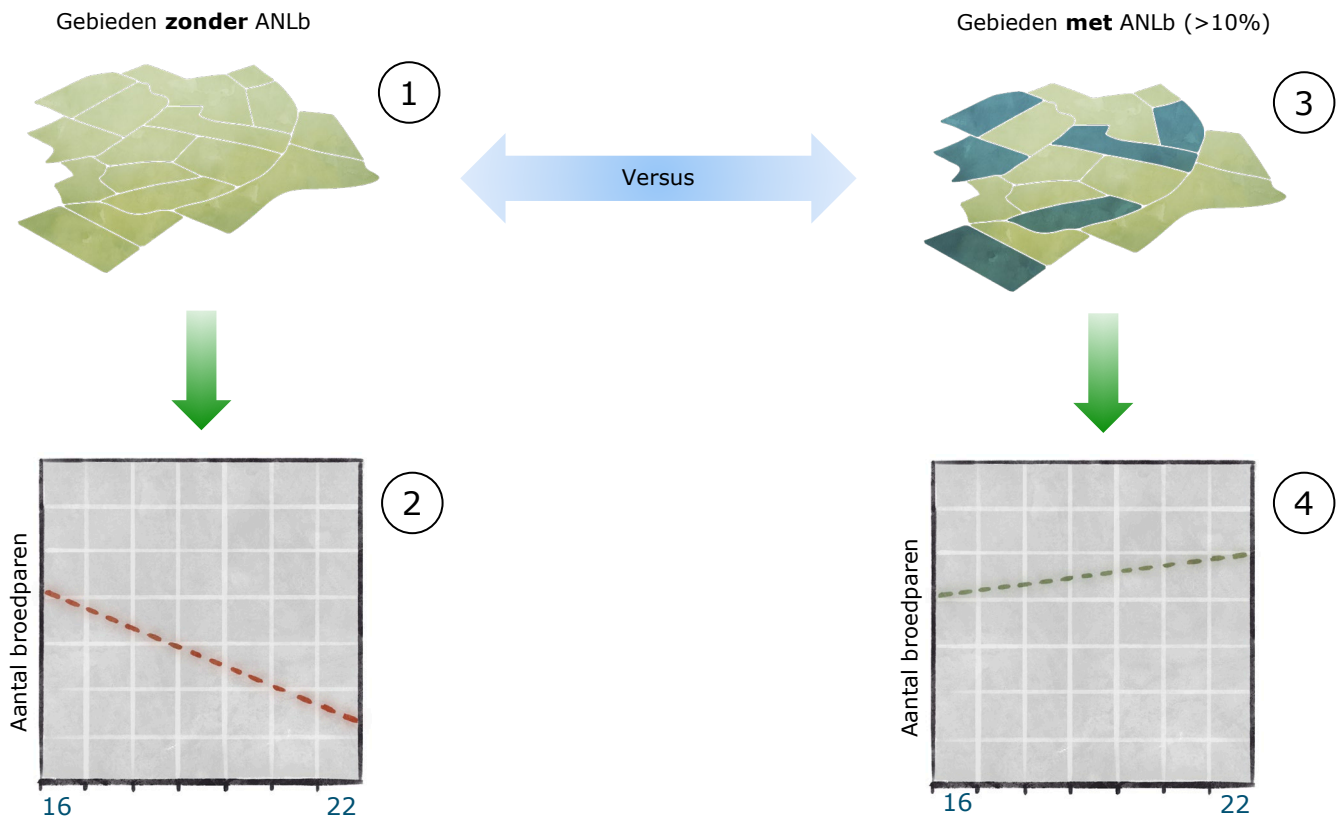 Gebieden zonder ANLb
1
Gebieden met ANLb (>10%)
3
Versus
2
Aantal broedparen
16
22
4
Aantal broedparen
16
22